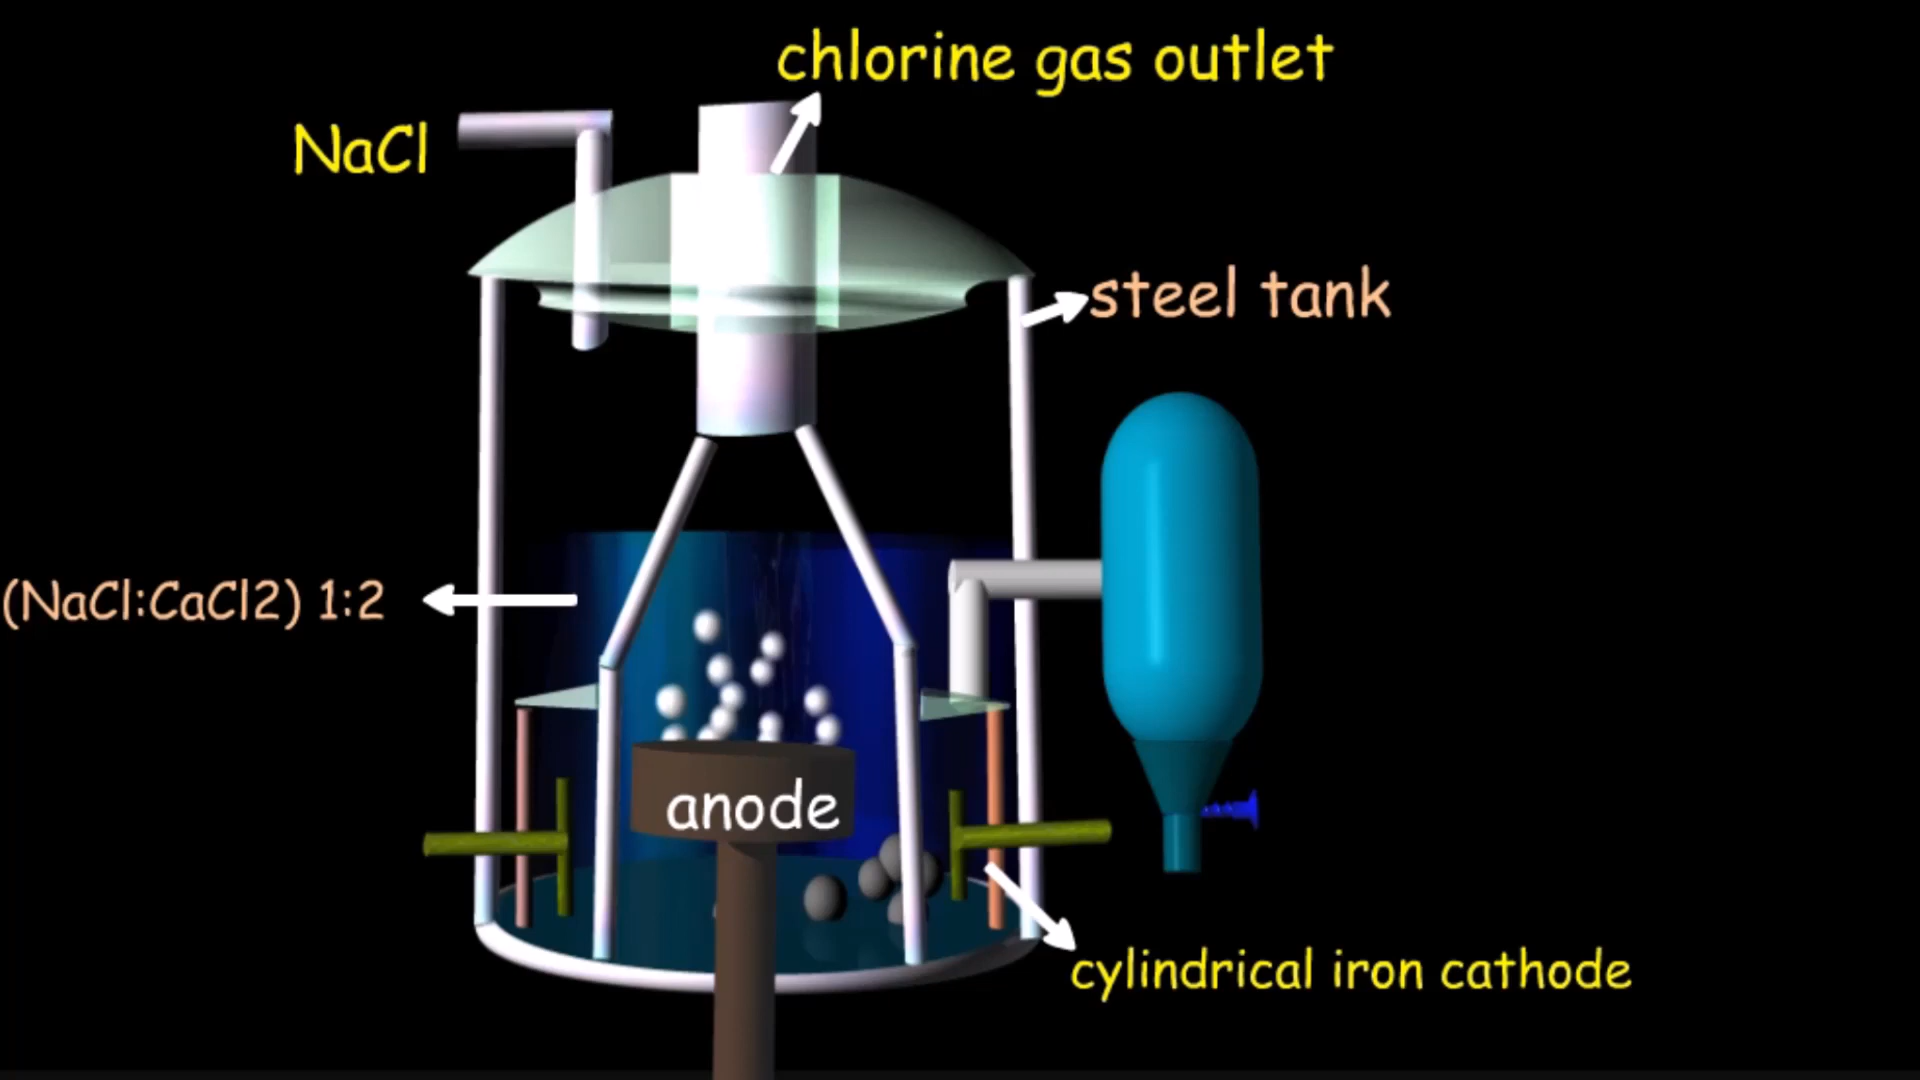 chlorine gas outlet
NaCl
steel tank
(NaCl:CaCl2) 1:2
anode
cylindrical iron cathode